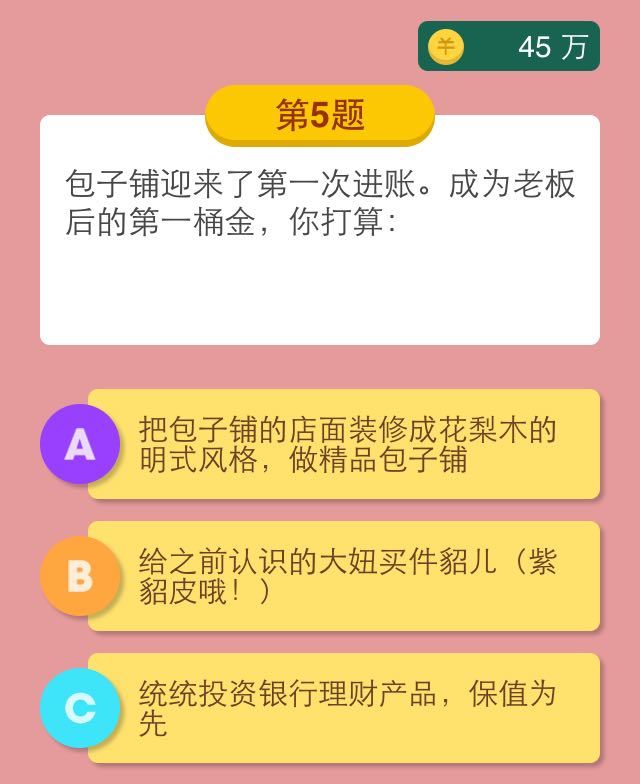 45 万
第5题
包子铺迎来了第一次进账。成为老板
后的第一桶金，你打算：
A
把包子铺的店面装修成花梨木的
明式风格，做精品包子铺
B
给之前认识的大妞买件貂儿（紫
貂皮哦！）
C
统统投资银行理财产品，保值为
先